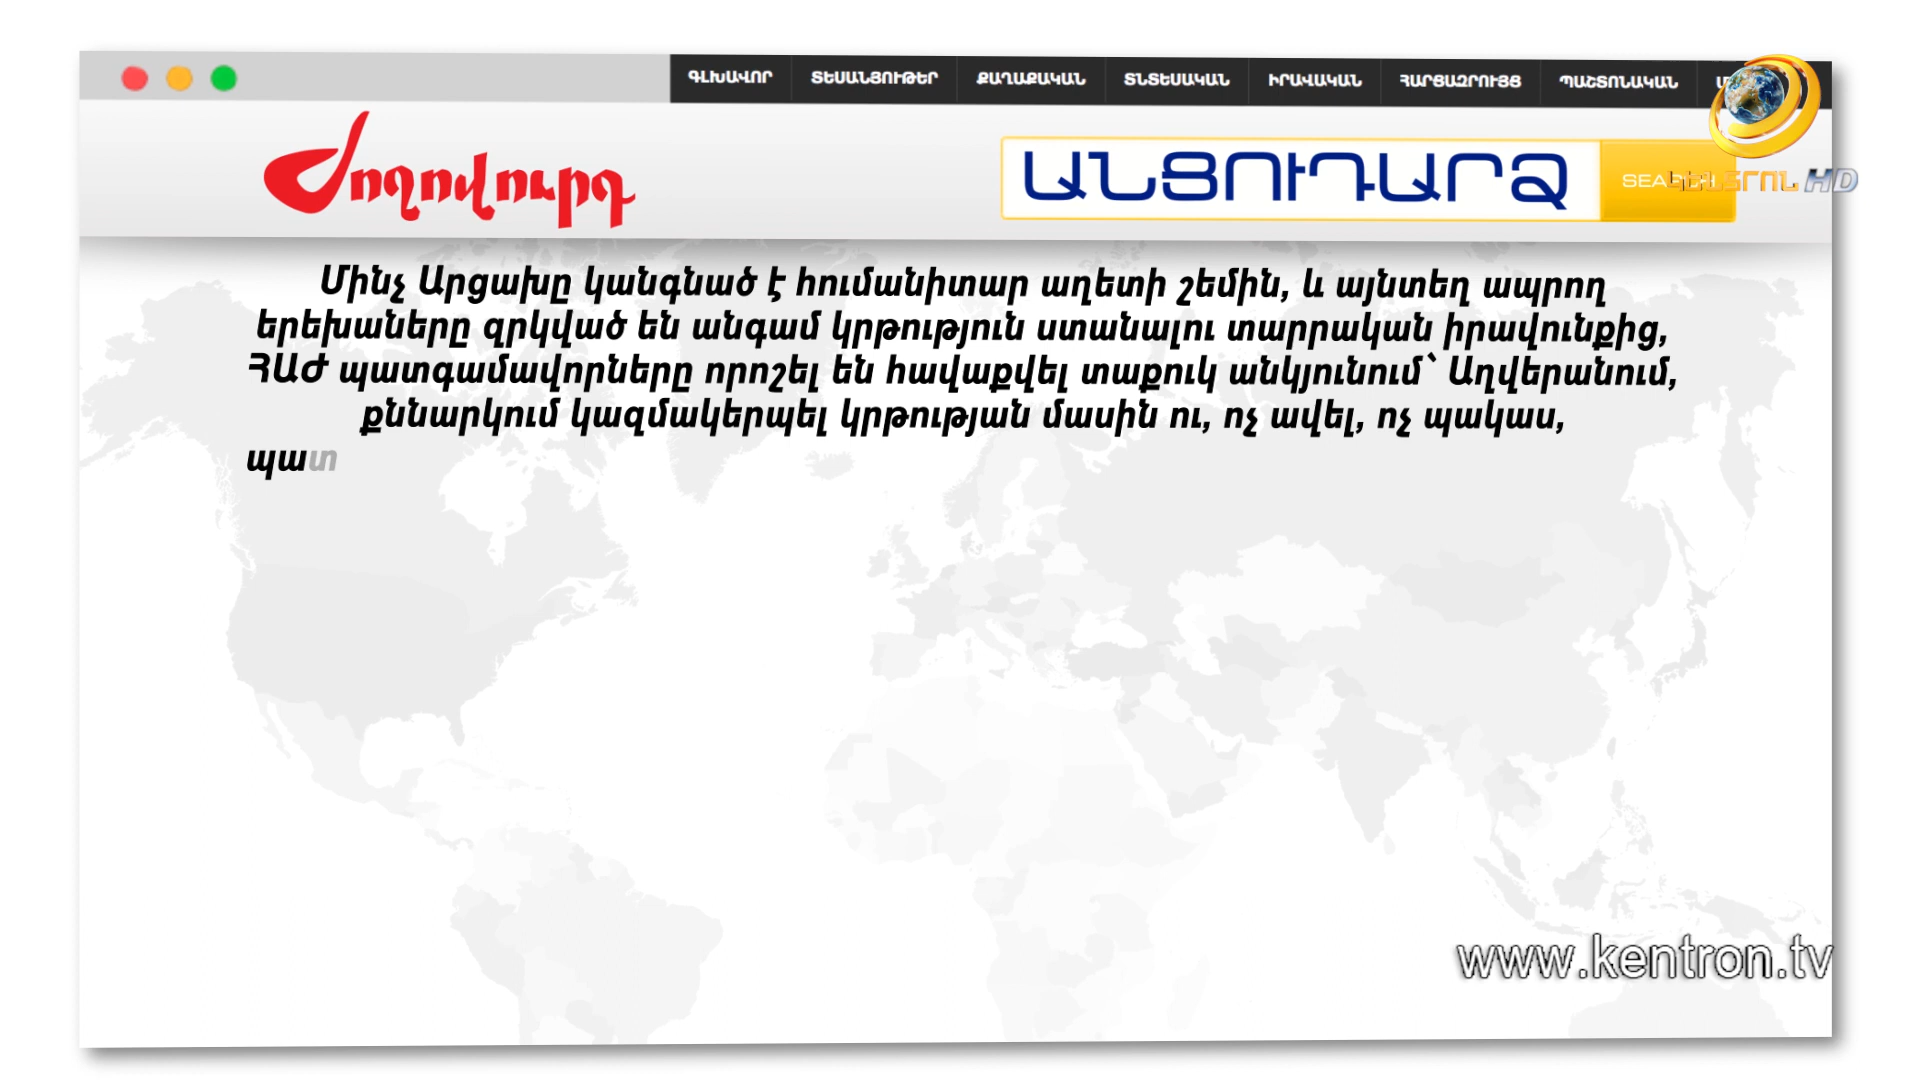 ԳԼԽԱՎՈՐ ՏԵՍԱՆՅՈՒԹԵՐ ՔԱՂԱՔԱԿԱՆ ՏՆՏԵՍԱԿԱՆ ԻՐԱՎԱԿԱՆ ՀԱՐՑԱԶՐՈՒՅՑ ՊԱՇՏՈՆԱԿԱՆ
Ժողովուրդ
ԱՆՑՈՒԴԱՐՁ
HD
Մինչ Արցախը կանգնած է հումանիտար աղետի շեմին, և այնտեղ ապրող
երեխաները զրկված են անգամ կրթություն ստանալու տարրական իրավունքից,
ՀԱԺ պատգամավորները որոշել են հավաքվել տաքուկ անկյունում՝ Աղվերանում,
քննարկում կազմակերպել կրթության մասին ու, ոչ ավել, ոչ պակաս,
պատ
www.kentron.tv